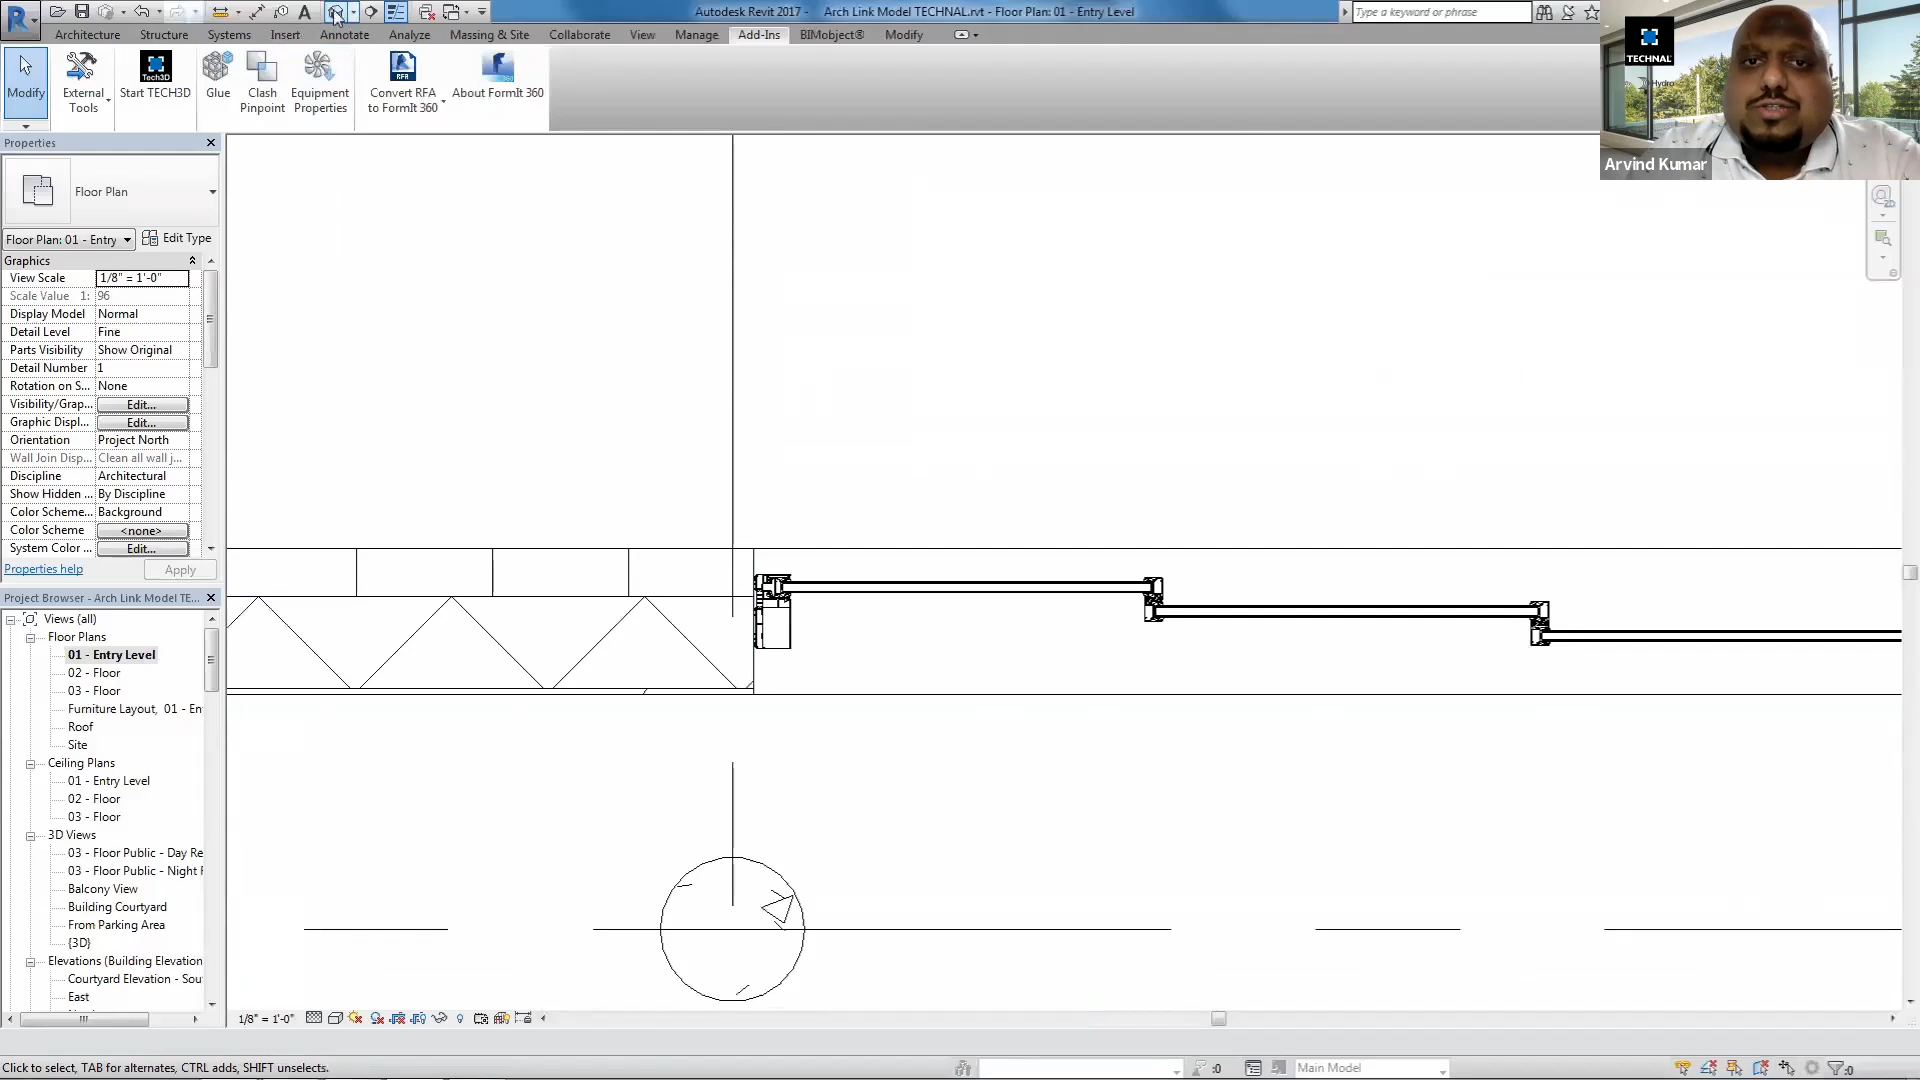 Autodesk Revit 2017 -    Arch Link Model TECHNAL.rvt - Floor Plan: 01 - Entry Level
Type a keyword or phrase
Architecture Structure Systems Insert Annotate Analyze Massing & Site Collaborate View Manage Add-Ins BIMobject® Modify
Modify
External Tools
Tech3D
Start TECH3D
Glue
Clash Pinpoint
Equipment Properties
RFA
Convert RFA to FormIt 360
About FormIt 360
TECHNAL
Hydro
Arvind Kumar
2D
Properties
Floor Plan
Floor Plan: 01 - Entry
Edit Type
Graphics
View Scale 1/8" = 1'-0"
Scale Value 1: 96
Display Model Normal
Detail Level Fine
Parts Visibility Show Original
Detail Number 1
Rotation on S... None
Visibility/Grap... Edit...
Graphic Displ... Edit...
Orientation Project North
Wall Join Disp... Clean all wall j...
Discipline Architectural
Show Hidden ... By Discipline
Color Scheme... Background
Color Scheme <none>
System Color ... Edit...
Properties help Apply
Project Browser - Arch Link Model TE...
Views (all)
Floor Plans
01 - Entry Level
02 - Floor
03 - Floor
Furniture Layout, 01 - En
Roof
Site
Ceiling Plans
01 - Entry Level
02 - Floor
03 - Floor
3D Views
03 - Floor Public - Day Re
03 - Floor Public - Night F
Balcony View
Building Courtyard
From Parking Area
{3D}
Elevations (Building Elevation
Courtyard Elevation - Sou
East
1/8" = 1'-0"
Click to select, TAB for alternates, CTRL adds, SHIFT unselects.
:0
Main Model
:0